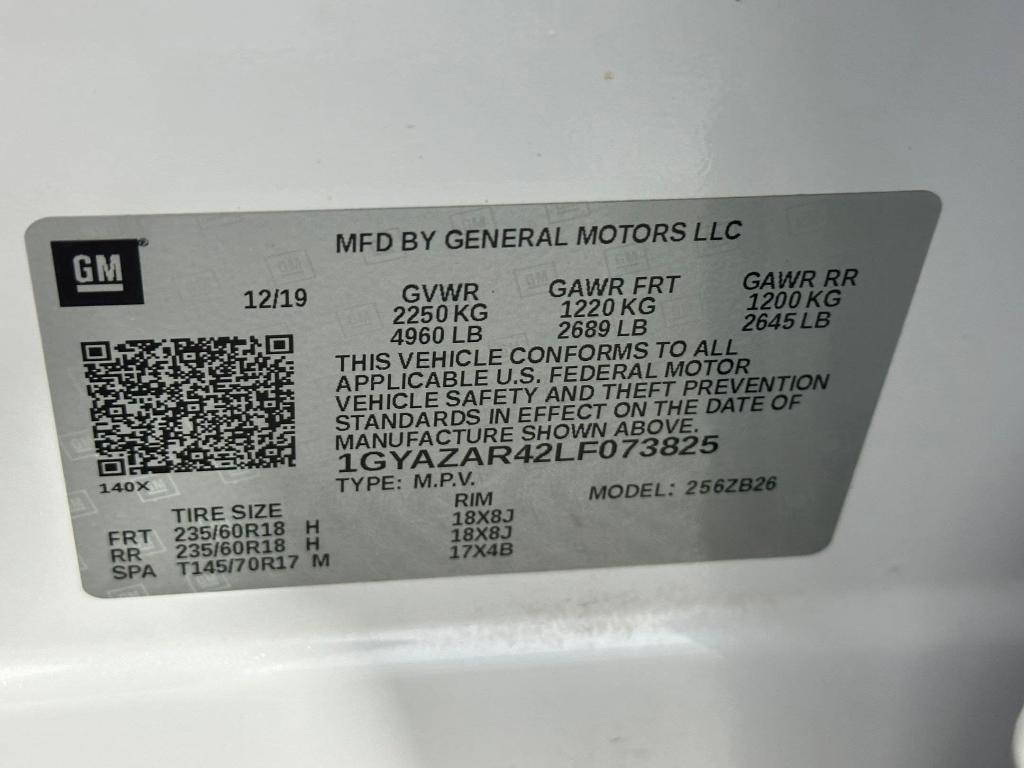 GM
MFD BY GENERAL MOTORS LLC
12/19
GVWR
2250 KG
4960 LB
GAWR FRT
1220 KG
2689 LB
GAWR RR
1200 KG
2645 LB
THIS VEHICLE CONFORMS TO ALL
APPLICABLE U.S. FEDERAL MOTOR
VEHICLE SAFETY AND THEFT PREVENTION
STANDARDS IN EFFECT ON THE DATE OF
MANUFACTURE SHOWN ABOVE.
1GYAZAR42LF073825
140X
TYPE: M.P.V.
MODEL: 256ZB26
TIRE SIZE RIM
FRT 235/60R18 H 18X8J
RR 235/60R18 H 18X8J
SPA T145/70R17 M 17X4B